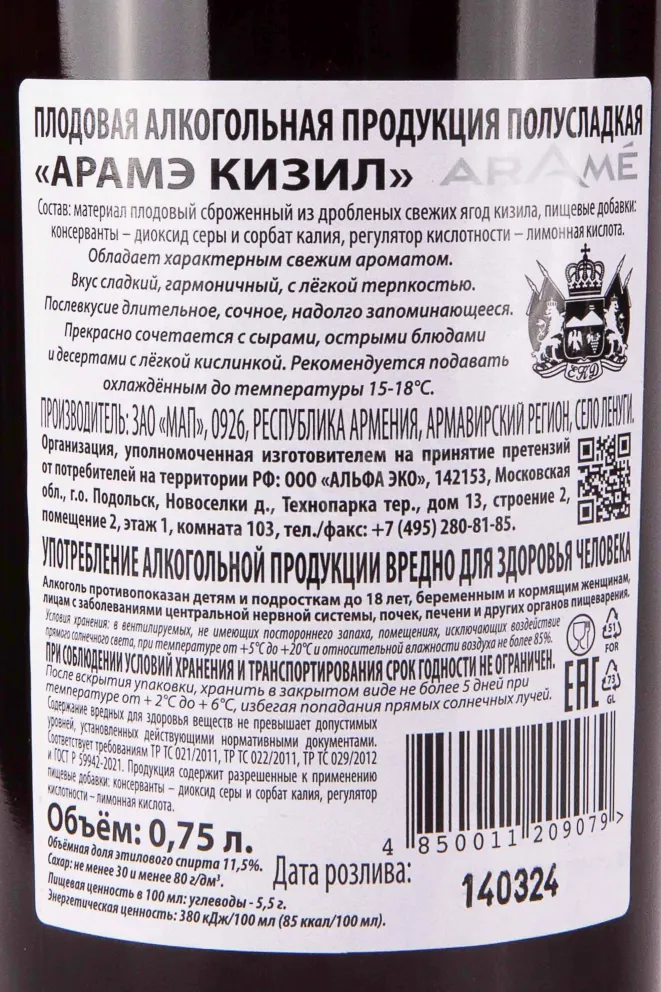 ПЛОДОВАЯ АЛКОГОЛЬНАЯ ПРОДУКЦИЯ ПОЛУСЛАДКАЯ
«АРАМЭ КИЗИЛ» ARAMÉ
Состав: материал плодовый сброженный из дробленых свежих ягод кизила, пищевые добавки:
консерванты – диоксид серы и сорбат калия, регулятор кислотности – лимонная кислота.
Обладает характерным свежим ароматом.
Вкус сладкий, гармоничный, с лёгкой терпкостью.
Послевкусие длительное, сочное, надолго запоминающееся.
Прекрасно сочетается с сырами, острыми блюдами
и десертами с лёгкой кислинкой. Рекомендуется подавать
охлаждённым до температуры 15-18°С.
ПРОИЗВОДИТЕЛЬ: ЗАО «МАП», 0926, РЕСПУБЛИКА АРМЕНИЯ, АРМАВИРСКИЙ РЕГИОН, СЕЛО ЛЕНУГИ.
Организация, уполномоченная изготовителем на принятие претензий
от потребителей на территории РФ: ООО «АЛЬФА ЭКО», 142153, Московская
обл., г.о. Подольск, Новоселки д., Технопарка тер., дом 13, строение 2,
помещение 2, этаж 1, комната 103, тел./факс: +7 (495) 280-81-85.
УПОТРЕБЛЕНИЕ АЛКОГОЛЬНОЙ ПРОДУКЦИИ ВРЕДНО ДЛЯ ЗДОРОВЬЯ ЧЕЛОВЕКА
Алкоголь противопоказан детям и подросткам до 18 лет, беременным и кормящим женщинам,
лицам с заболеваниями центральной нервной системы, почек, печени и других органов пищеварения.
Условия хранения: в вентилируемых, не имеющих постороннего запаха, помещениях, исключающих воздействие
прямого солнечного света, при температуре от +5°С до +20°С и относительной влажности воздуха не более 85%.
ПРИ СОБЛЮДЕНИИ УСЛОВИЙ ХРАНЕНИЯ И ТРАНСПОРТИРОВАНИЯ СРОК ГОДНОСТИ НЕ ОГРАНИЧЕН.
После вскрытия упаковки, хранить в закрытом виде не более 5 дней при
температуре от + 2°С до + 6°С, избегая попадания прямых солнечных лучей.
51
FOR
EAC
73
GL
Содержание вредных для здоровья веществ не превышает допустимых
уровней, установленных действующими нормативными документами.
Соответствует требованиям ТР ТС 021/2011, ТР ТС 022/2011, ТР ТС 029/2012
и ГОСТ Р 59942-2021. Продукция содержит разрешенные к применению
пищевые добавки: консерванты – диоксид серы и сорбат калия, регулятор
кислотности – лимонная кислота.
Объём: 0,75 л.
Объёмная доля этилового спирта 11,5%.
Сахар: не менее 30 и менее 80 г/дм³.
Пищевая ценность в 100 мл: углеводы - 5,5 г.
Энергетическая ценность: 380 кДж/100 мл (85 ккал/100 мл).
4 850011 209079 >
Дата розлива:
140324